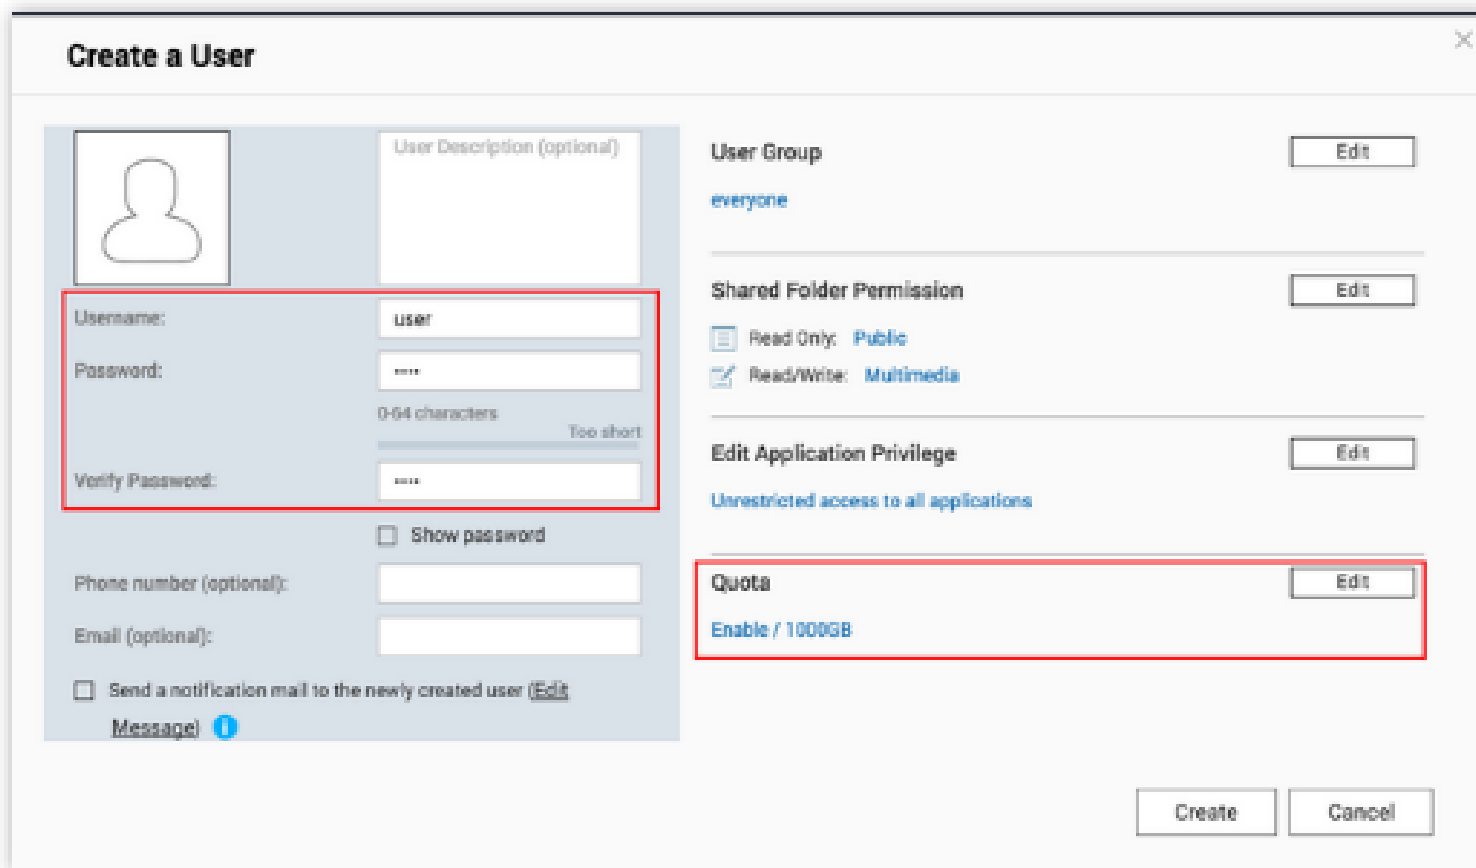 Create a User
User Description (optional)
Username:
user
Password:
••••
0-64 characters
Too short
Verify Password:
••••
Show password
Phone number (optional):
Email (optional):
Send a notification mail to the newly created user (Edit
Message)
User Group
Edit
everyone
Shared Folder Permission
Edit
Read Only: Public
Read/Write: Multimedia
Edit Application Privilege
Edit
Unrestricted access to all applications
Quota
Edit
Enable / 1000GB
Create
Cancel